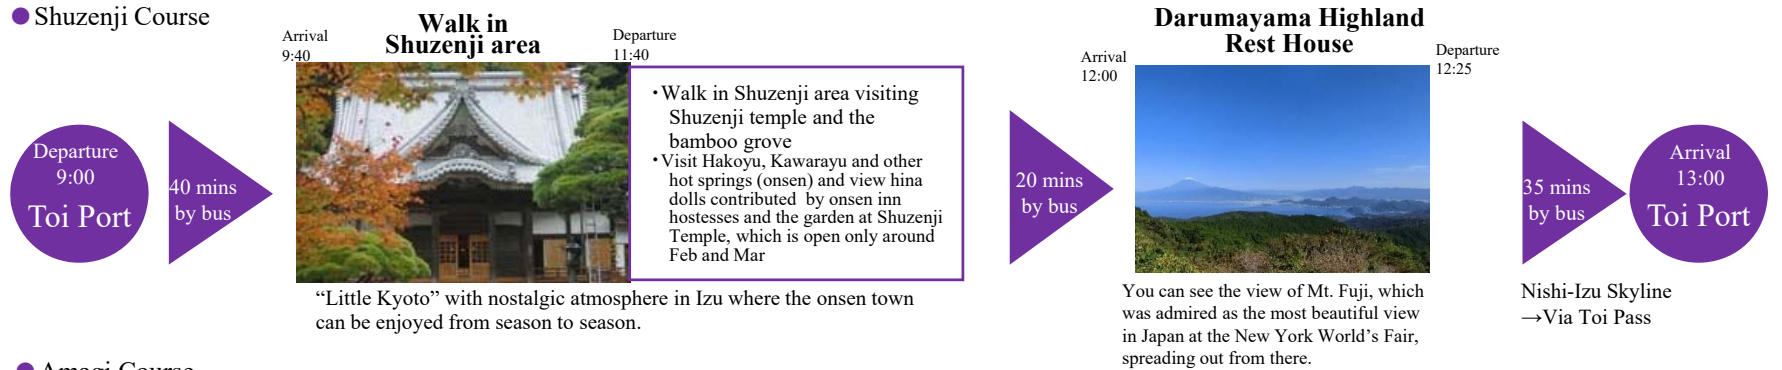 ● Shuzenji Course
Walk in
Shuzenji area
Arrival
9:40
Departure
11:40
Darumayama Highland
Rest House
Arrival
12:00
Departure
12:25
Departure
9:00
Toi Port
40 mins
by bus
・Walk in Shuzenji area visiting
Shuzenji temple and the
bamboo grove
・Visit Hakoyu, Kawarayu and other
hot springs (onsen) and view hina
dolls contributed by onsen inn
hostesses and the garden at Shuzenji
Temple, which is open only around
Feb and Mar
“Little Kyoto” with nostalgic atmosphere in Izu where the onsen town
can be enjoyed from season to season.
20 mins
by bus
You can see the view of Mt. Fuji, which
was admired as the most beautiful view
in Japan at the New York World’s Fair,
spreading out from there.
35 mins
by bus
Arrival
13:00
Toi Port
Nishi-Izu Skyline
→Via Toi Pass
● Amagi Course